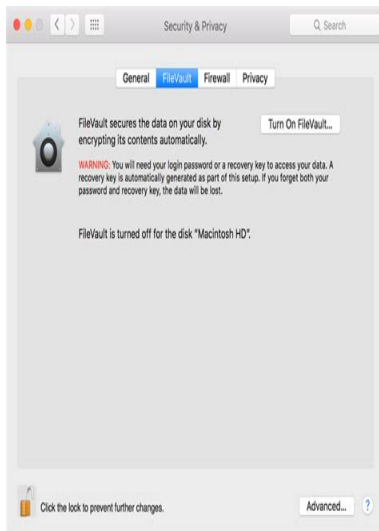 Security & Privacy
Search
General FileVault Firewall Privacy
FileVault secures the data on your disk by
encrypting its contents automatically.
Turn On FileVault...
WARNING: You will need your login password or a recovery key to access your data. A
recovery key is automatically generated as part of this setup. If you forget both your
password and recovery key, the data will be lost.
FileVault is turned off for the disk “Macintosh HD”.
Click the lock to prevent further changes.
Advanced...
?